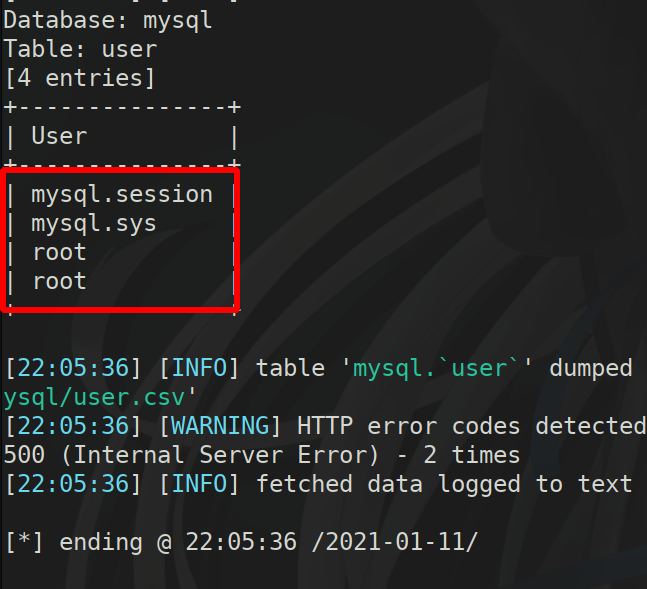 Database: mysql
Table: user
[4 entries]
+---------------+
| User          |
+---------------+
| mysql.session |
| mysql.sys     |
| root          |
| root          |
+---------------+
[22:05:36] [INFO] table 'mysql.`user`' dumped
ysql/user.csv'
[22:05:36] [WARNING] HTTP error codes detected
500 (Internal Server Error) - 2 times
[22:05:36] [INFO] fetched data logged to text
[*] ending @ 22:05:36 /2021-01-11/